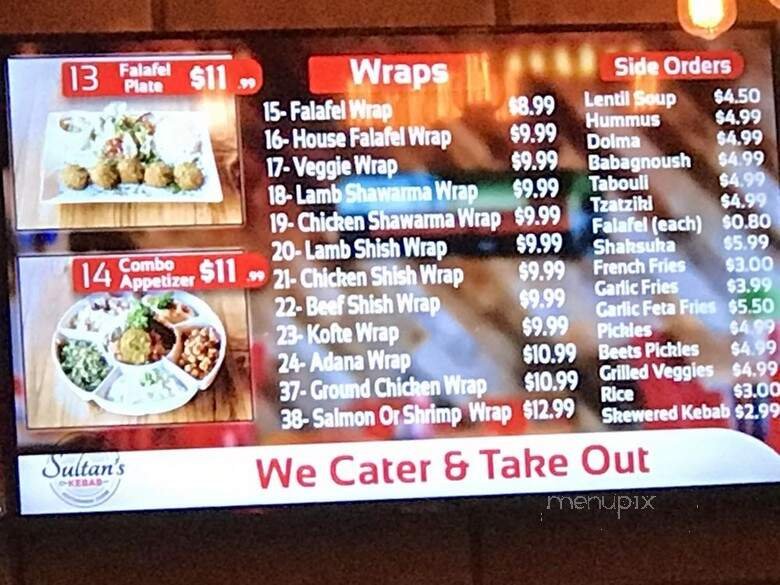 13 Falafel Plate $11.99
14 Combo Appetizer $11.99
Wraps
15- Falafel Wrap $8.99
16- House Falafel Wrap $9.99
17- Veggie Wrap $9.99
18- Lamb Shawarma Wrap $9.99
19- Chicken Shawarma Wrap $9.99
20- Lamb Shish Wrap $9.99
21- Chicken Shish Wrap $9.99
22- Beef Shish Wrap $9.99
23- Kofte Wrap $9.99
24- Adana Wrap $10.99
37- Ground Chicken Wrap $10.99
38- Salmon Or Shrimp Wrap $12.99
Side Orders
Lentil Soup $4.50
Hummus $4.99
Dolma $4.99
Babagnoush $4.99
Tabouli $4.99
Tzatziki $4.99
Falafel (each) $0.80
Shaksuka $5.99
French Fries $3.00
Garlic Fries $3.99
Garlic Feta Fries $5.50
Pickles $4.99
Beets Pickles $4.99
Grilled Veggies $4.99
Rice $3.00
Skewered Kebab $2.99
Sultan's
KEBAB
We Cater & Take Out
menupix